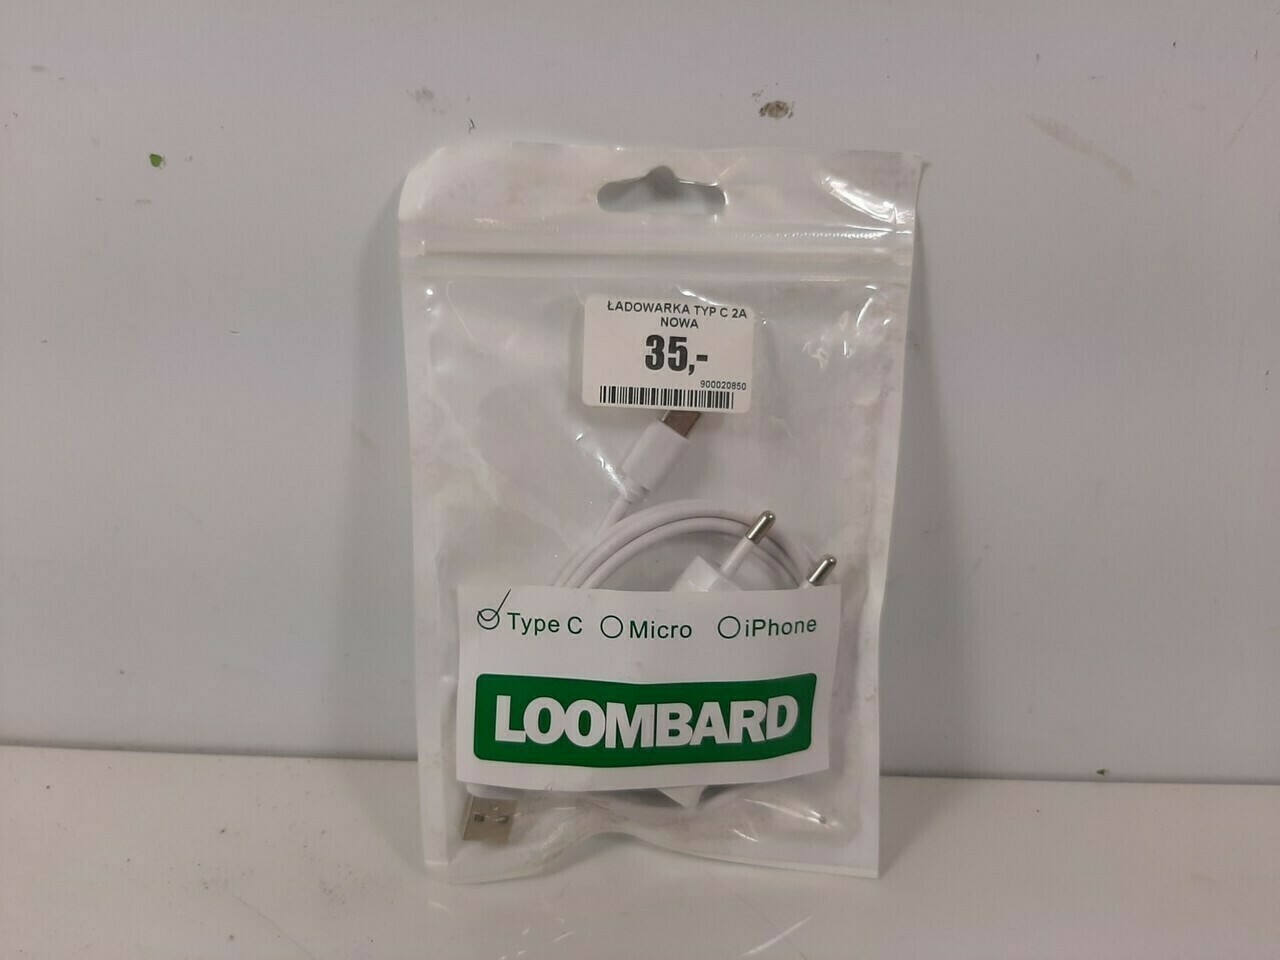 ŁADOWARKA TYP C 2A
NOWA
35,-
900020850
Type C Micro iPhone
LOOMBARD